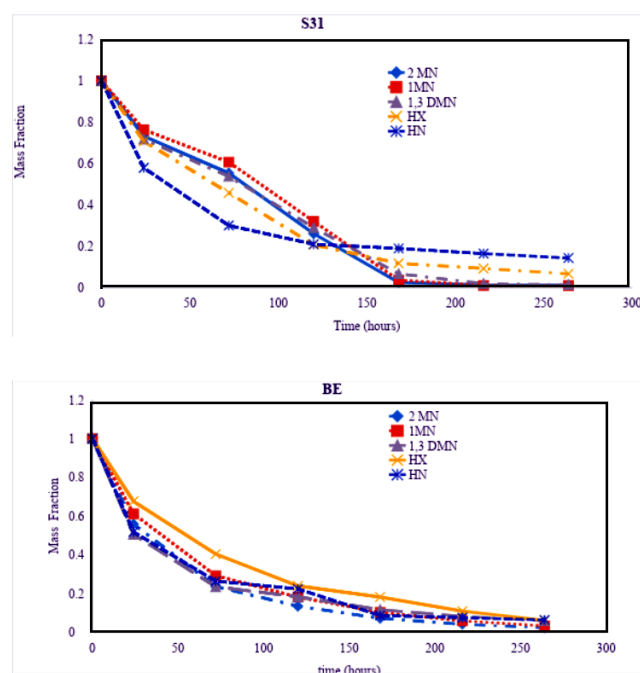 S31
1.2
1
0.8
0.6
0.4
0.2
0
Mass Fraction
2 MN
1MN
1,3 DMN
HX
HN
0 50 100 150 200 250 300
Time (hours)
BE
1.2
1
0.8
0.6
0.4
0.2
0
Mass Fraction
2 MN
1MN
1,3 DMN
HX
HN
0 50 100 150 200 250 300
time (hours)